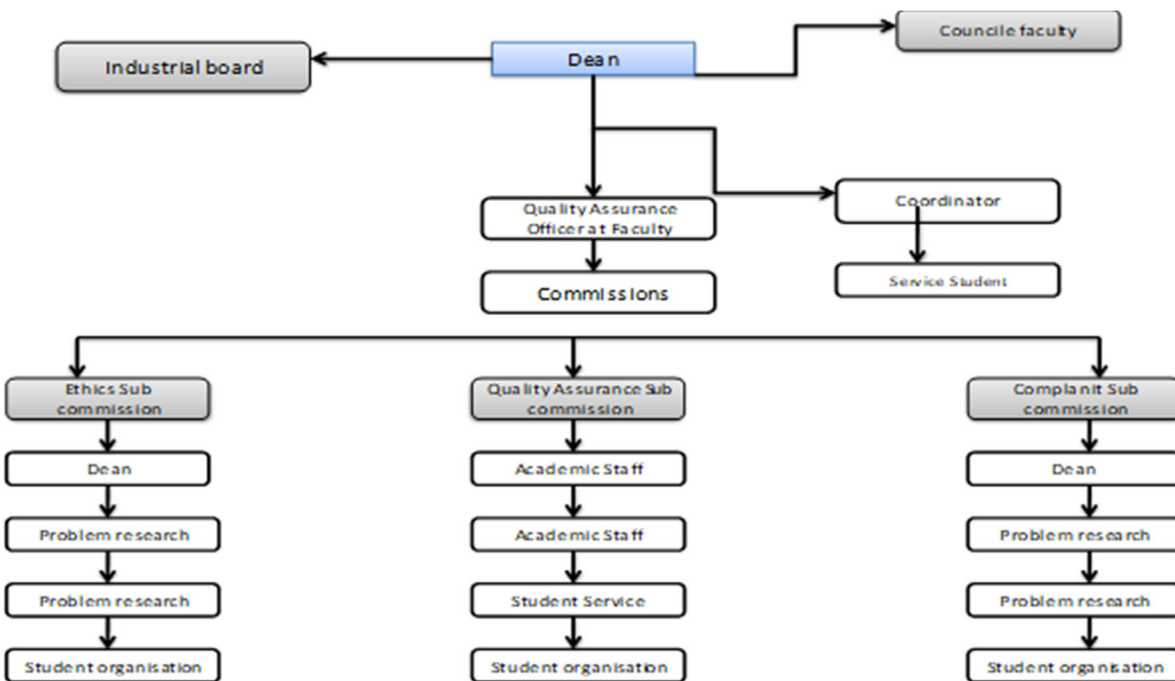 Councile faculty
Industrial board
Dean
Quality Assurance
Officer at Faculty
Coordinator
Commissions
Service Student
Ethics Sub
commission
Quality Assurance Sub
commission
Complanit Sub
commission
Dean
Academic Staff
Dean
Problem research
Academic Staff
Problem research
Problem research
Student Service
Problem research
Student organisation
Student organisation
Student organisation